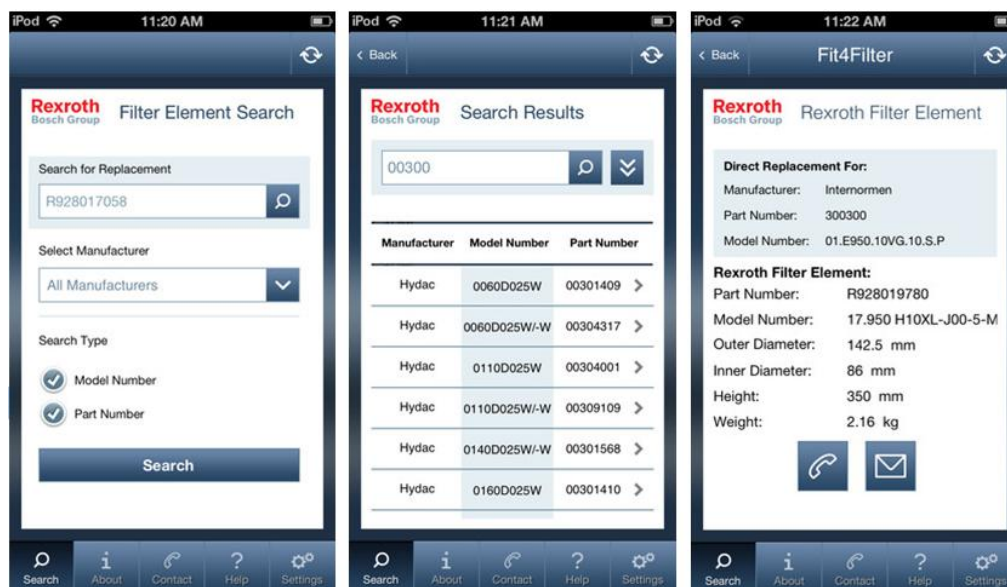 iPod 11:20 AM
Rexroth
Bosch Group
Filter Element Search
Search for Replacement
R928017058
Select Manufacturer
All Manufacturers
Search Type
Model Number
Part Number
Search
Search About Contact Help Settings
iPod 11:21 AM
Back
Rexroth
Bosch Group
Search Results
00300
Manufacturer Model Number Part Number
Hydac 0060D025W 00301409
Hydac 0060D025W/-W 00304317
Hydac 0110D025W 00304001
Hydac 0110D025W/-W 00309109
Hydac 0140D025W/-W 00301568
Hydac 0160D025W 00301410
Search About Contact Help Settings
iPod 11:22 AM
Back Fit4Filter
Rexroth
Bosch Group
Rexroth Filter Element
Direct Replacement For:
Manufacturer: Internormen
Part Number: 300300
Model Number: 01.E950.10VG.10.S.P
Rexroth Filter Element:
Part Number: R928019780
Model Number: 17.950 H10XL-J00-5-M
Outer Diameter: 142.5 mm
Inner Diameter: 86 mm
Height: 350 mm
Weight: 2.16 kg
Search About Contact Help Settings